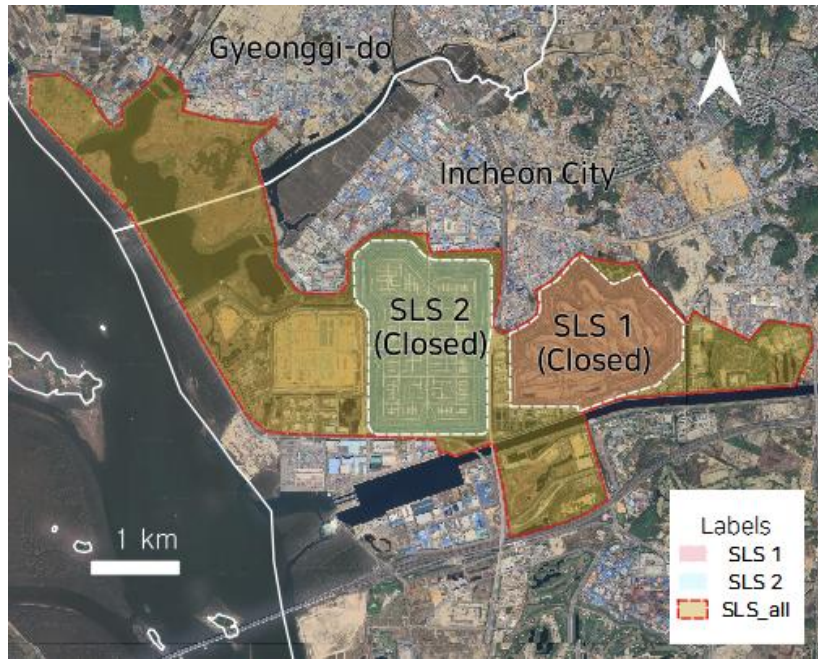 Gyeonggi-do
N
Incheon City
SLS 2
(Closed)
SLS 1
(Closed)
1 km
Labels
SLS 1
SLS 2
SLS_all